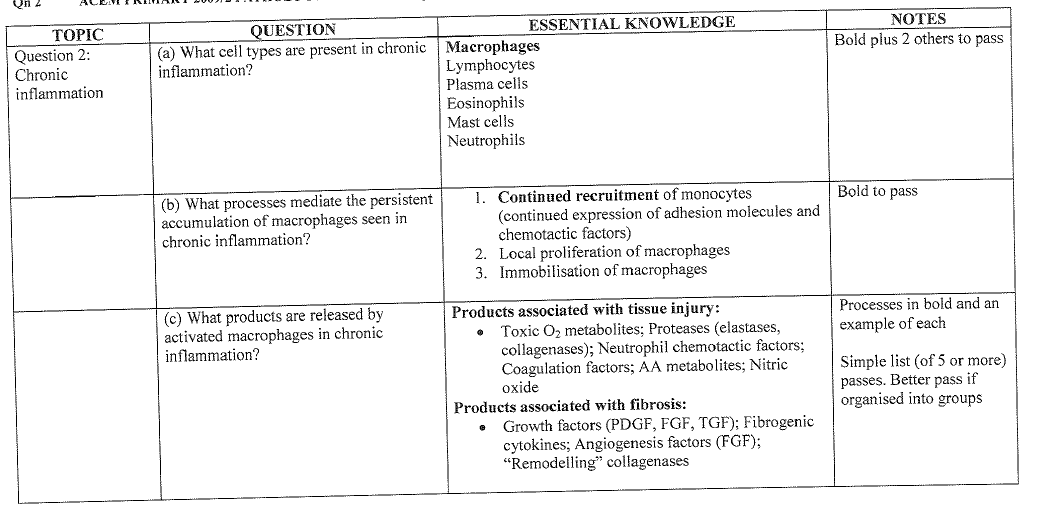 Qn 2 ACEM PRIMARY
TOPIC
QUESTION
ESSENTIAL KNOWLEDGE
NOTES
Question 2:
Chronic
inflammation
(a) What cell types are present in chronic
inflammation?
Macrophages
Lymphocytes
Plasma cells
Eosinophils
Mast cells
Neutrophils
Bold plus 2 others to pass
(b) What processes mediate the persistent
accumulation of macrophages seen in
chronic inflammation?
1. Continued recruitment of monocytes
(continued expression of adhesion molecules and
chemotactic factors)
2. Local proliferation of macrophages
3. Immobilisation of macrophages
Bold to pass
(c) What products are released by
activated macrophages in chronic
inflammation?
Products associated with tissue injury:
• Toxic O₂ metabolites; Proteases (elastases,
collagenases); Neutrophil chemotactic factors;
Coagulation factors; AA metabolites; Nitric
oxide
Products associated with fibrosis:
• Growth factors (PDGF, FGF, TGF); Fibrogenic
cytokines; Angiogenesis factors (FGF);
“Remodelling” collagenases
Processes in bold and an
example of each
Simple list (of 5 or more)
passes. Better pass if
organised into groups